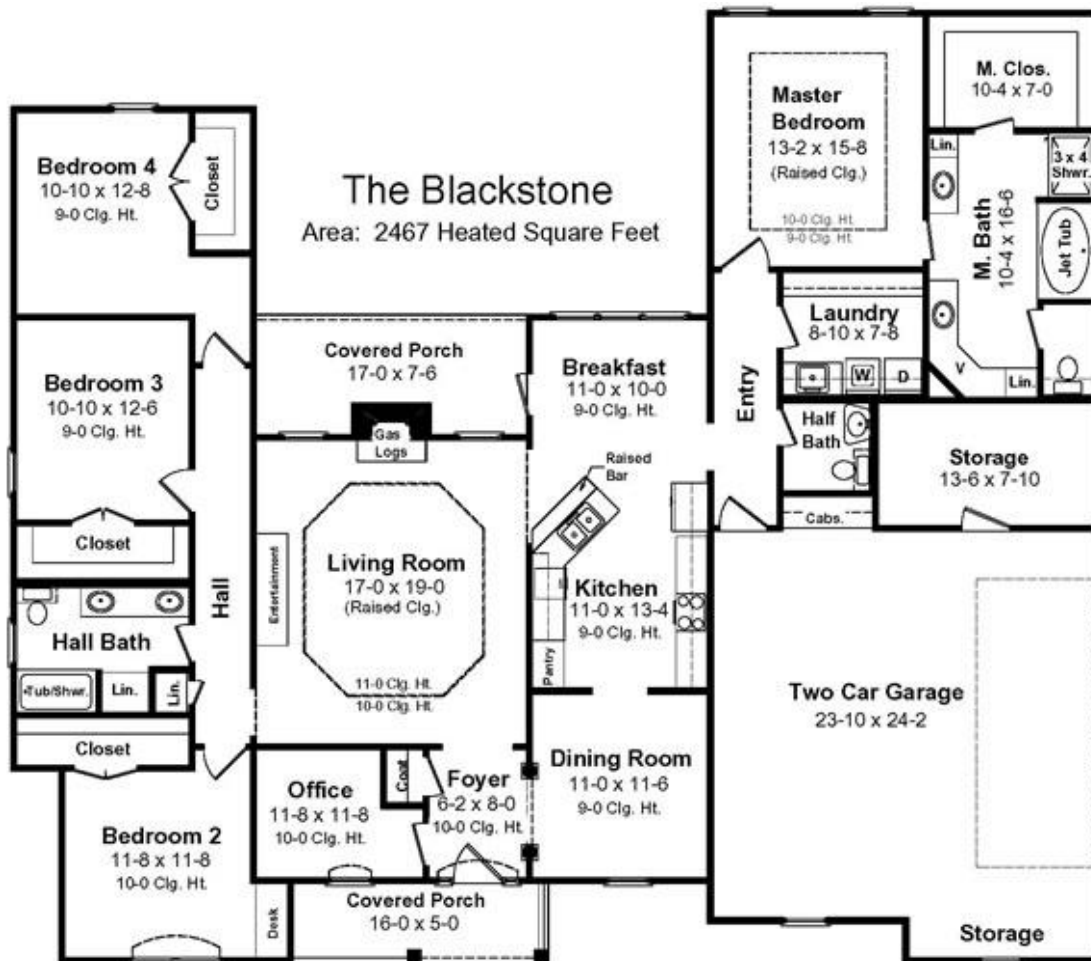 The Blackstone
Area: 2467 Heated Square Feet
Bedroom 4
10-10 x 12-8
9-0 Clg. Ht.
Closet
Master
Bedroom
13-2 x 15-8
(Raised Clg.)
10-0 Clg. Ht.
9-0 Clg. Ht.
M. Clos.
10-4 x 7-0
Lin.
3 x 4
Shwr.
M. Bath
10-4 x 16-6
Jet Tub
V
Lin.
Laundry
8-10 x 7-8
W
D
Covered Porch
17-0 x 7-6
Gas
Logs
Breakfast
11-0 x 10-0
9-0 Clg. Ht.
Entry
Half
Bath
Storage
13-6 x 7-10
Cabs.
Bedroom 3
10-10 x 12-6
9-0 Clg. Ht.
Closet
Hall
Entertainment
Living Room
17-0 x 19-0
(Raised Clg.)
11-0 Clg. Ht.
10-0 Clg. Ht.
Raised
Bar
Kitchen
11-0 x 13-4
9-0 Clg. Ht.
Pantry
Hall Bath
Tub/Shwr.
Lin.
Lin.
Closet
Two Car Garage
23-10 x 24-2
Dining Room
11-0 x 11-6
9-0 Clg. Ht.
Office
11-8 x 11-8
10-0 Clg. Ht.
Coat
Foyer
6-2 x 8-0
10-0 Clg. Ht.
Bedroom 2
11-8 x 11-8
10-0 Clg. Ht.
Desk
Covered Porch
16-0 x 5-0
Storage